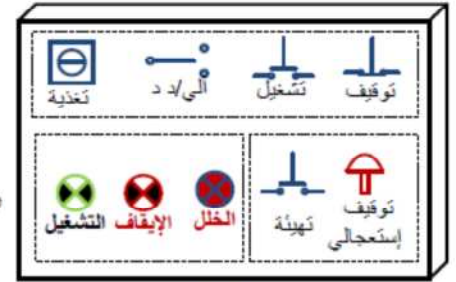 توقيف
تشغيل
آلي/د د
تغذية
توقيف
إستعجالي
تهيئة
الخلل
الإيقاف
التشغيل